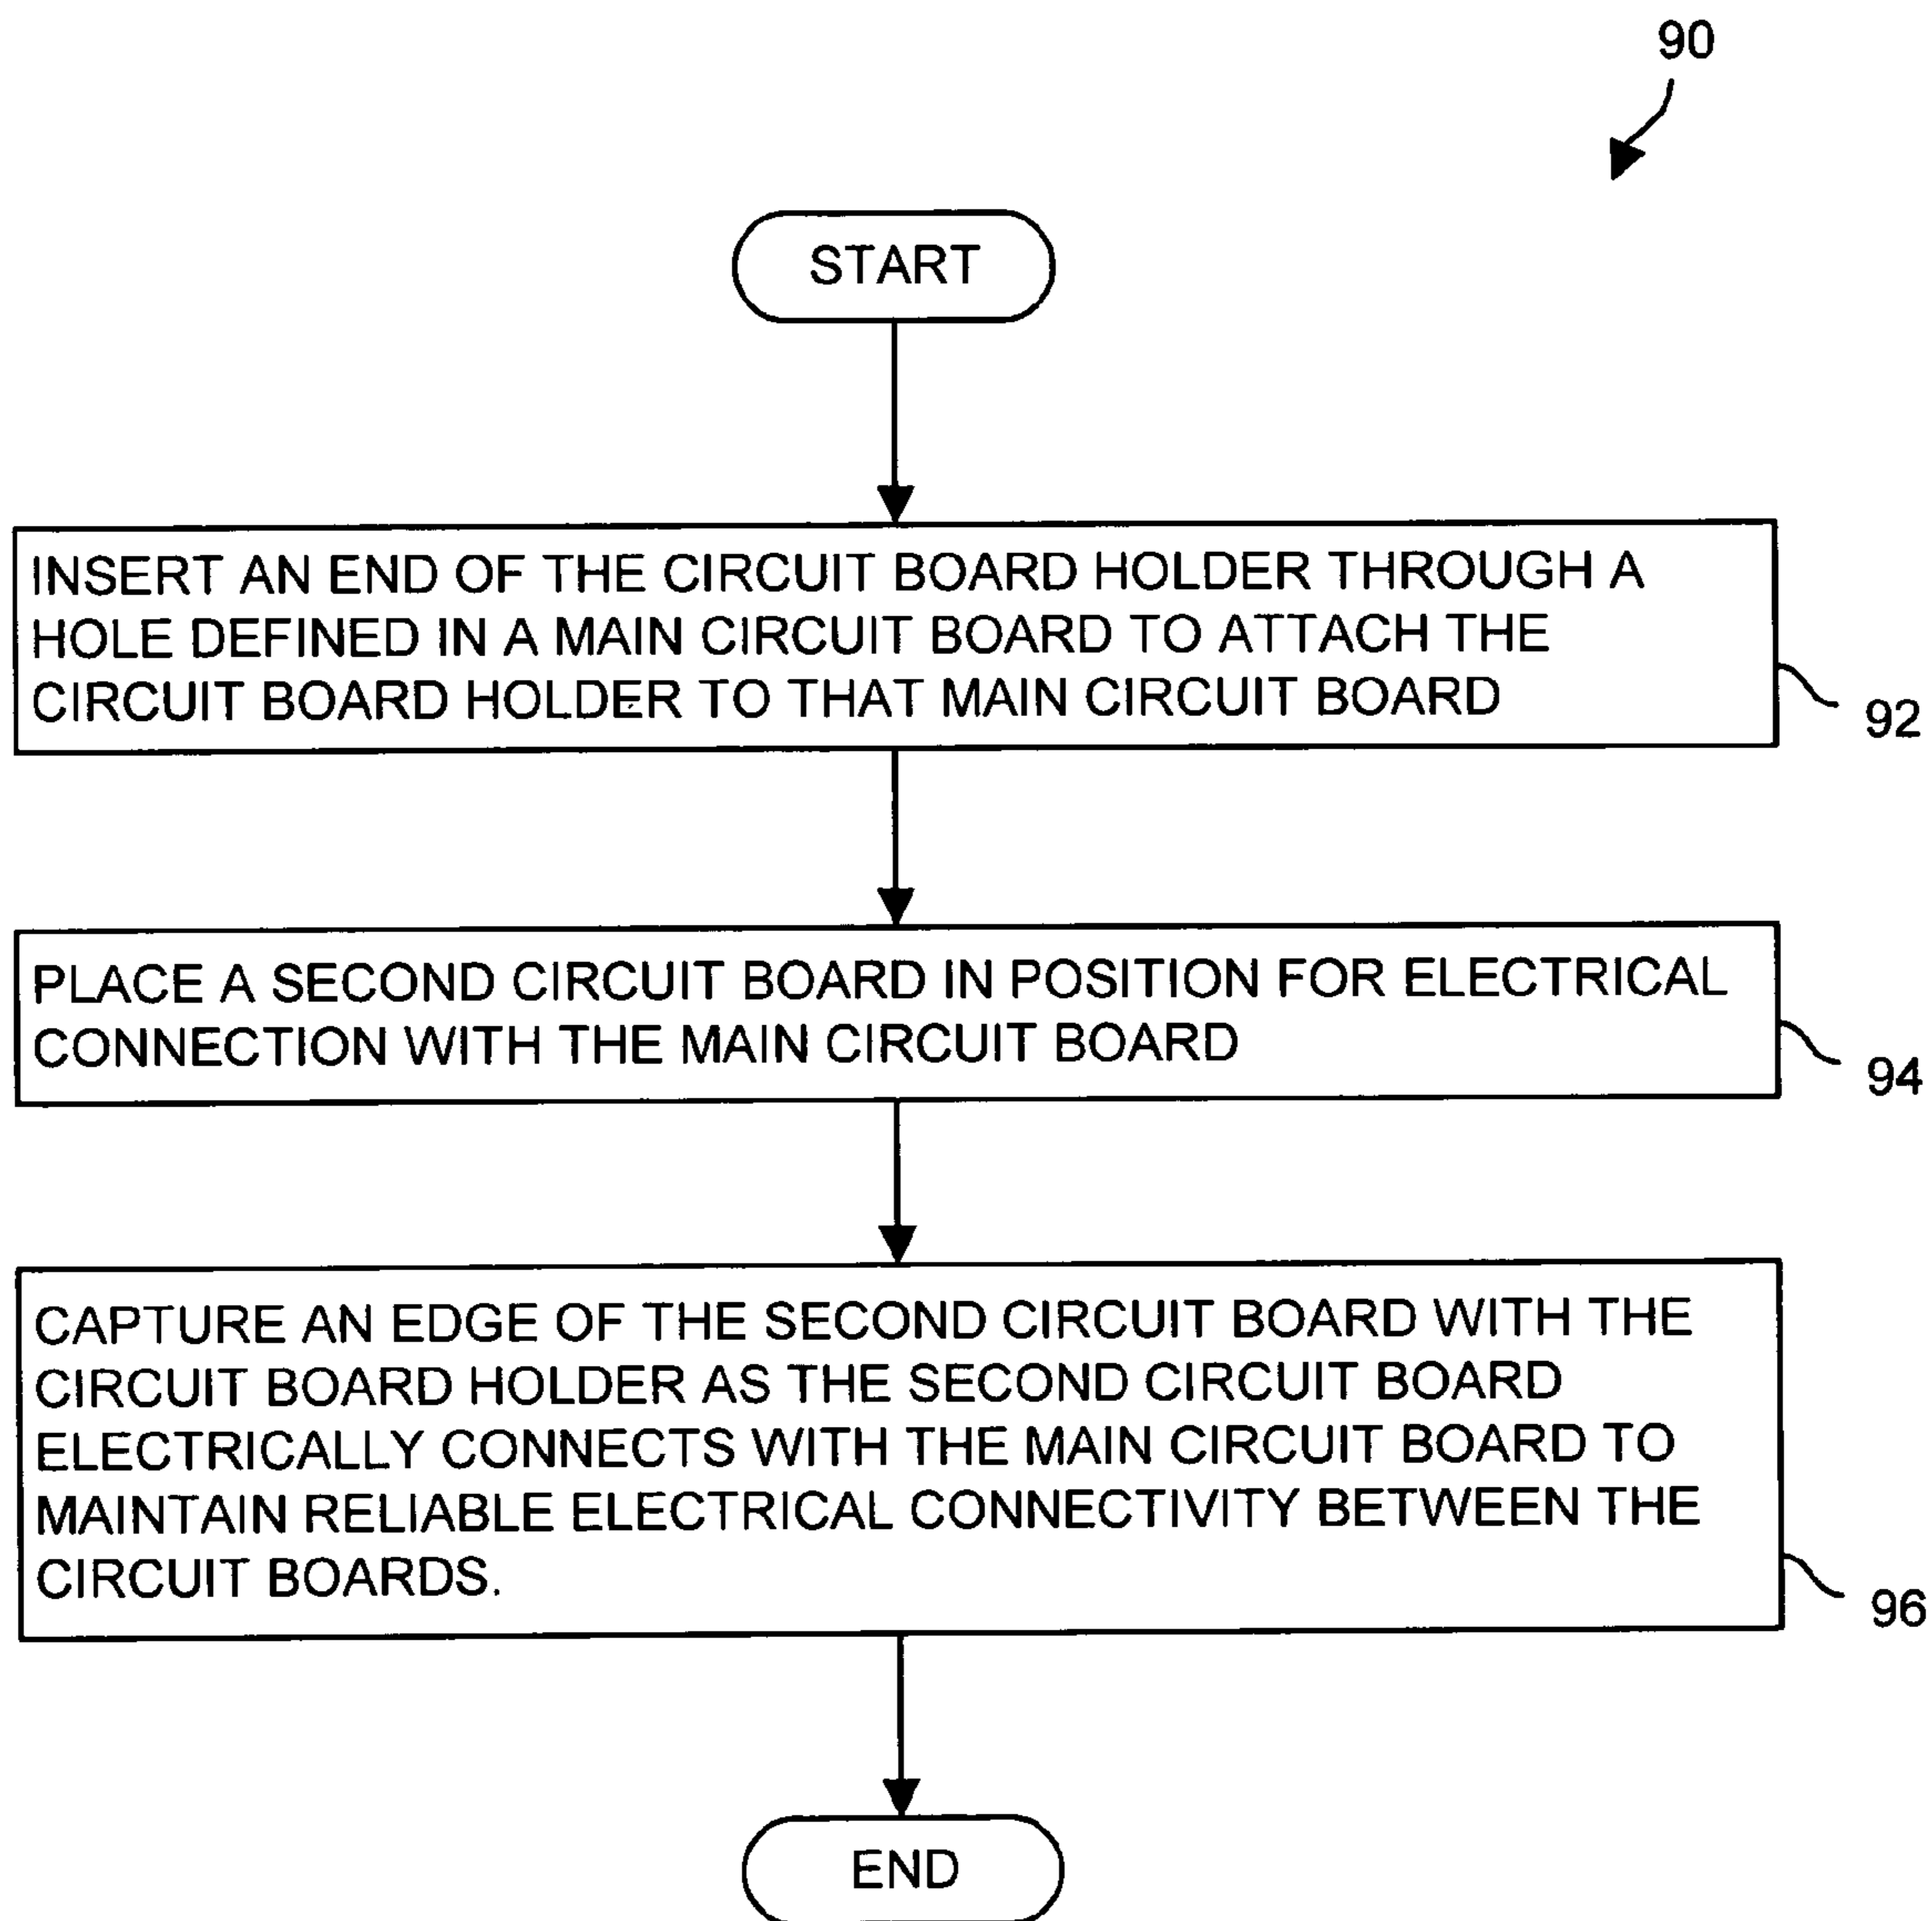 90
START
INSERT AN END OF THE CIRCUIT BOARD HOLDER THROUGH A
HOLE DEFINED IN A MAIN CIRCUIT BOARD TO ATTACH THE
CIRCUIT BOARD HOLDER TO THAT MAIN CIRCUIT BOARD
92
PLACE A SECOND CIRCUIT BOARD IN POSITION FOR ELECTRICAL
CONNECTION WITH THE MAIN CIRCUIT BOARD
94
CAPTURE AN EDGE OF THE SECOND CIRCUIT BOARD WITH THE
CIRCUIT BOARD HOLDER AS THE SECOND CIRCUIT BOARD
ELECTRICALLY CONNECTS WITH THE MAIN CIRCUIT BOARD TO
MAINTAIN RELIABLE ELECTRICAL CONNECTIVITY BETWEEN THE
CIRCUIT BOARDS.
96
END